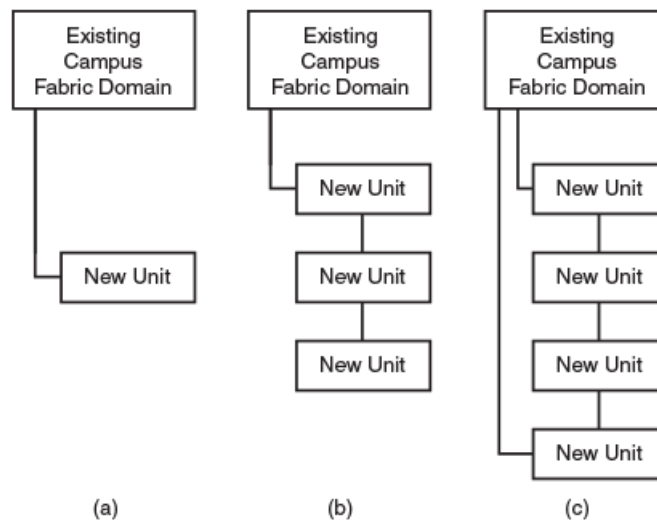 Existing
Campus
Fabric Domain
New Unit
(a)
Existing
Campus
Fabric Domain
New Unit
New Unit
New Unit
(b)
Existing
Campus
Fabric Domain
New Unit
New Unit
New Unit
New Unit
(c)